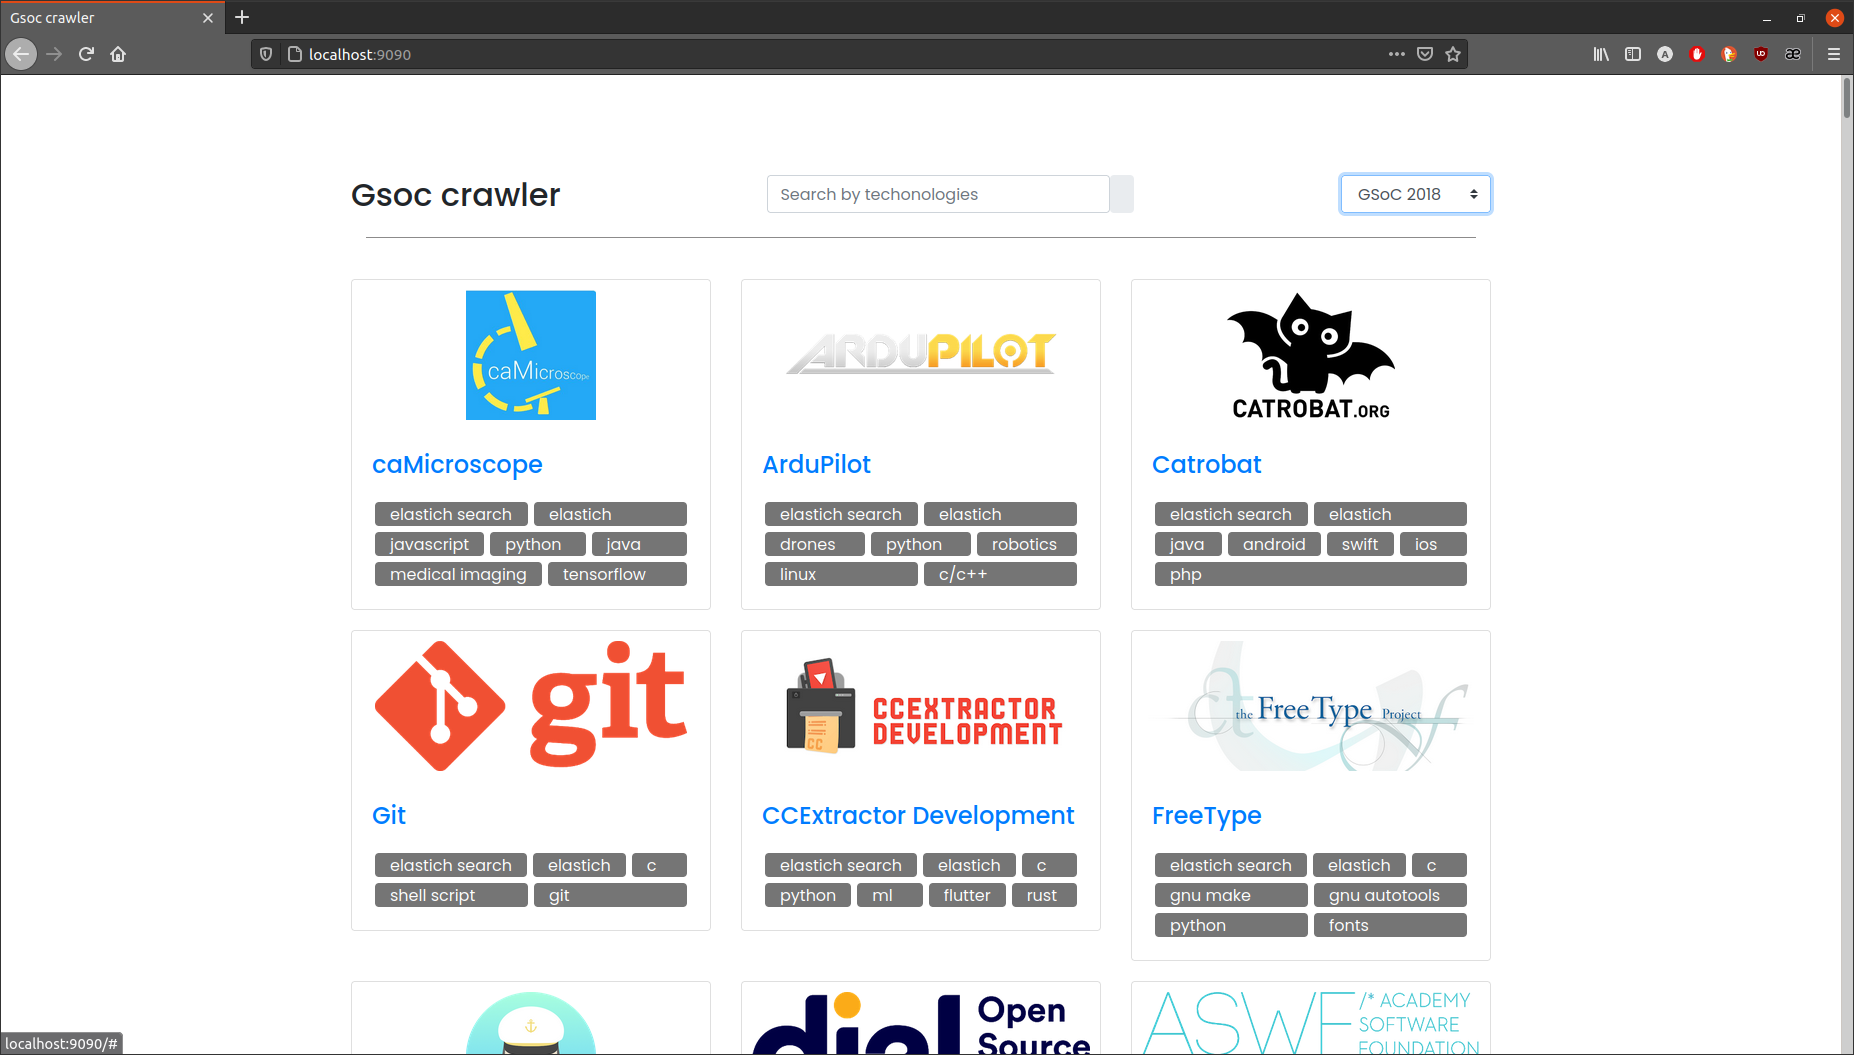 Gsoc crawler
localhost:9090
Gsoc crawler
Search by techonologies
GSoC 2018
caMicroscope
ARDUPILOT
CATROBAT.ORG
caMicroscope
ArduPilot
Catrobat
elastich search elastich
javascript python java
medical imaging tensorflow
elastich search elastich
drones python robotics
linux c/c++
elastich search elastich
java android swift ios
php
git
CCEXTRACTOR
DEVELOPMENT
CC
the FreeType Project
Git
CCExtractor Development
FreeType
elastich search elastich c
shell script git
elastich search elastich c
python ml flutter rust
elastich search elastich c
gnu make gnu autotools
python fonts
dial Open
Source
ASWF /* ACADEMY
SOFTWARE
FOUNDATION
localhost:9090/#